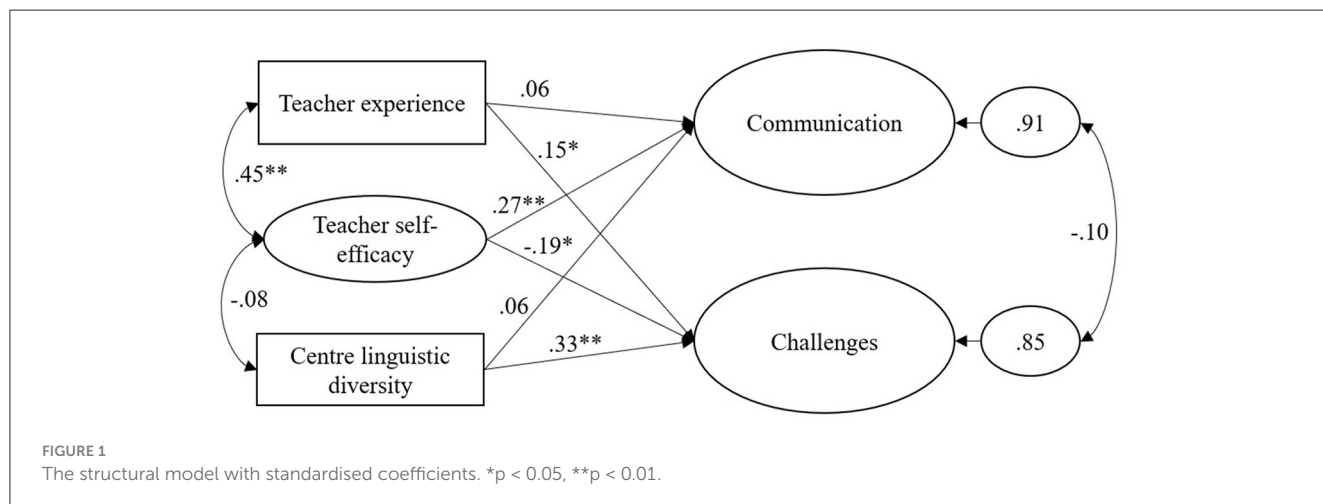 Teacher experience
.06
Communication
.91
.15*
.45**
.27**
Teacher self-
efficacy
-.19*
-.10
-.08
.06
.33**
Centre linguistic
diversity
Challenges
.85
FIGURE 1
The structural model with standardised coefficients. *p < 0.05, **p < 0.01.